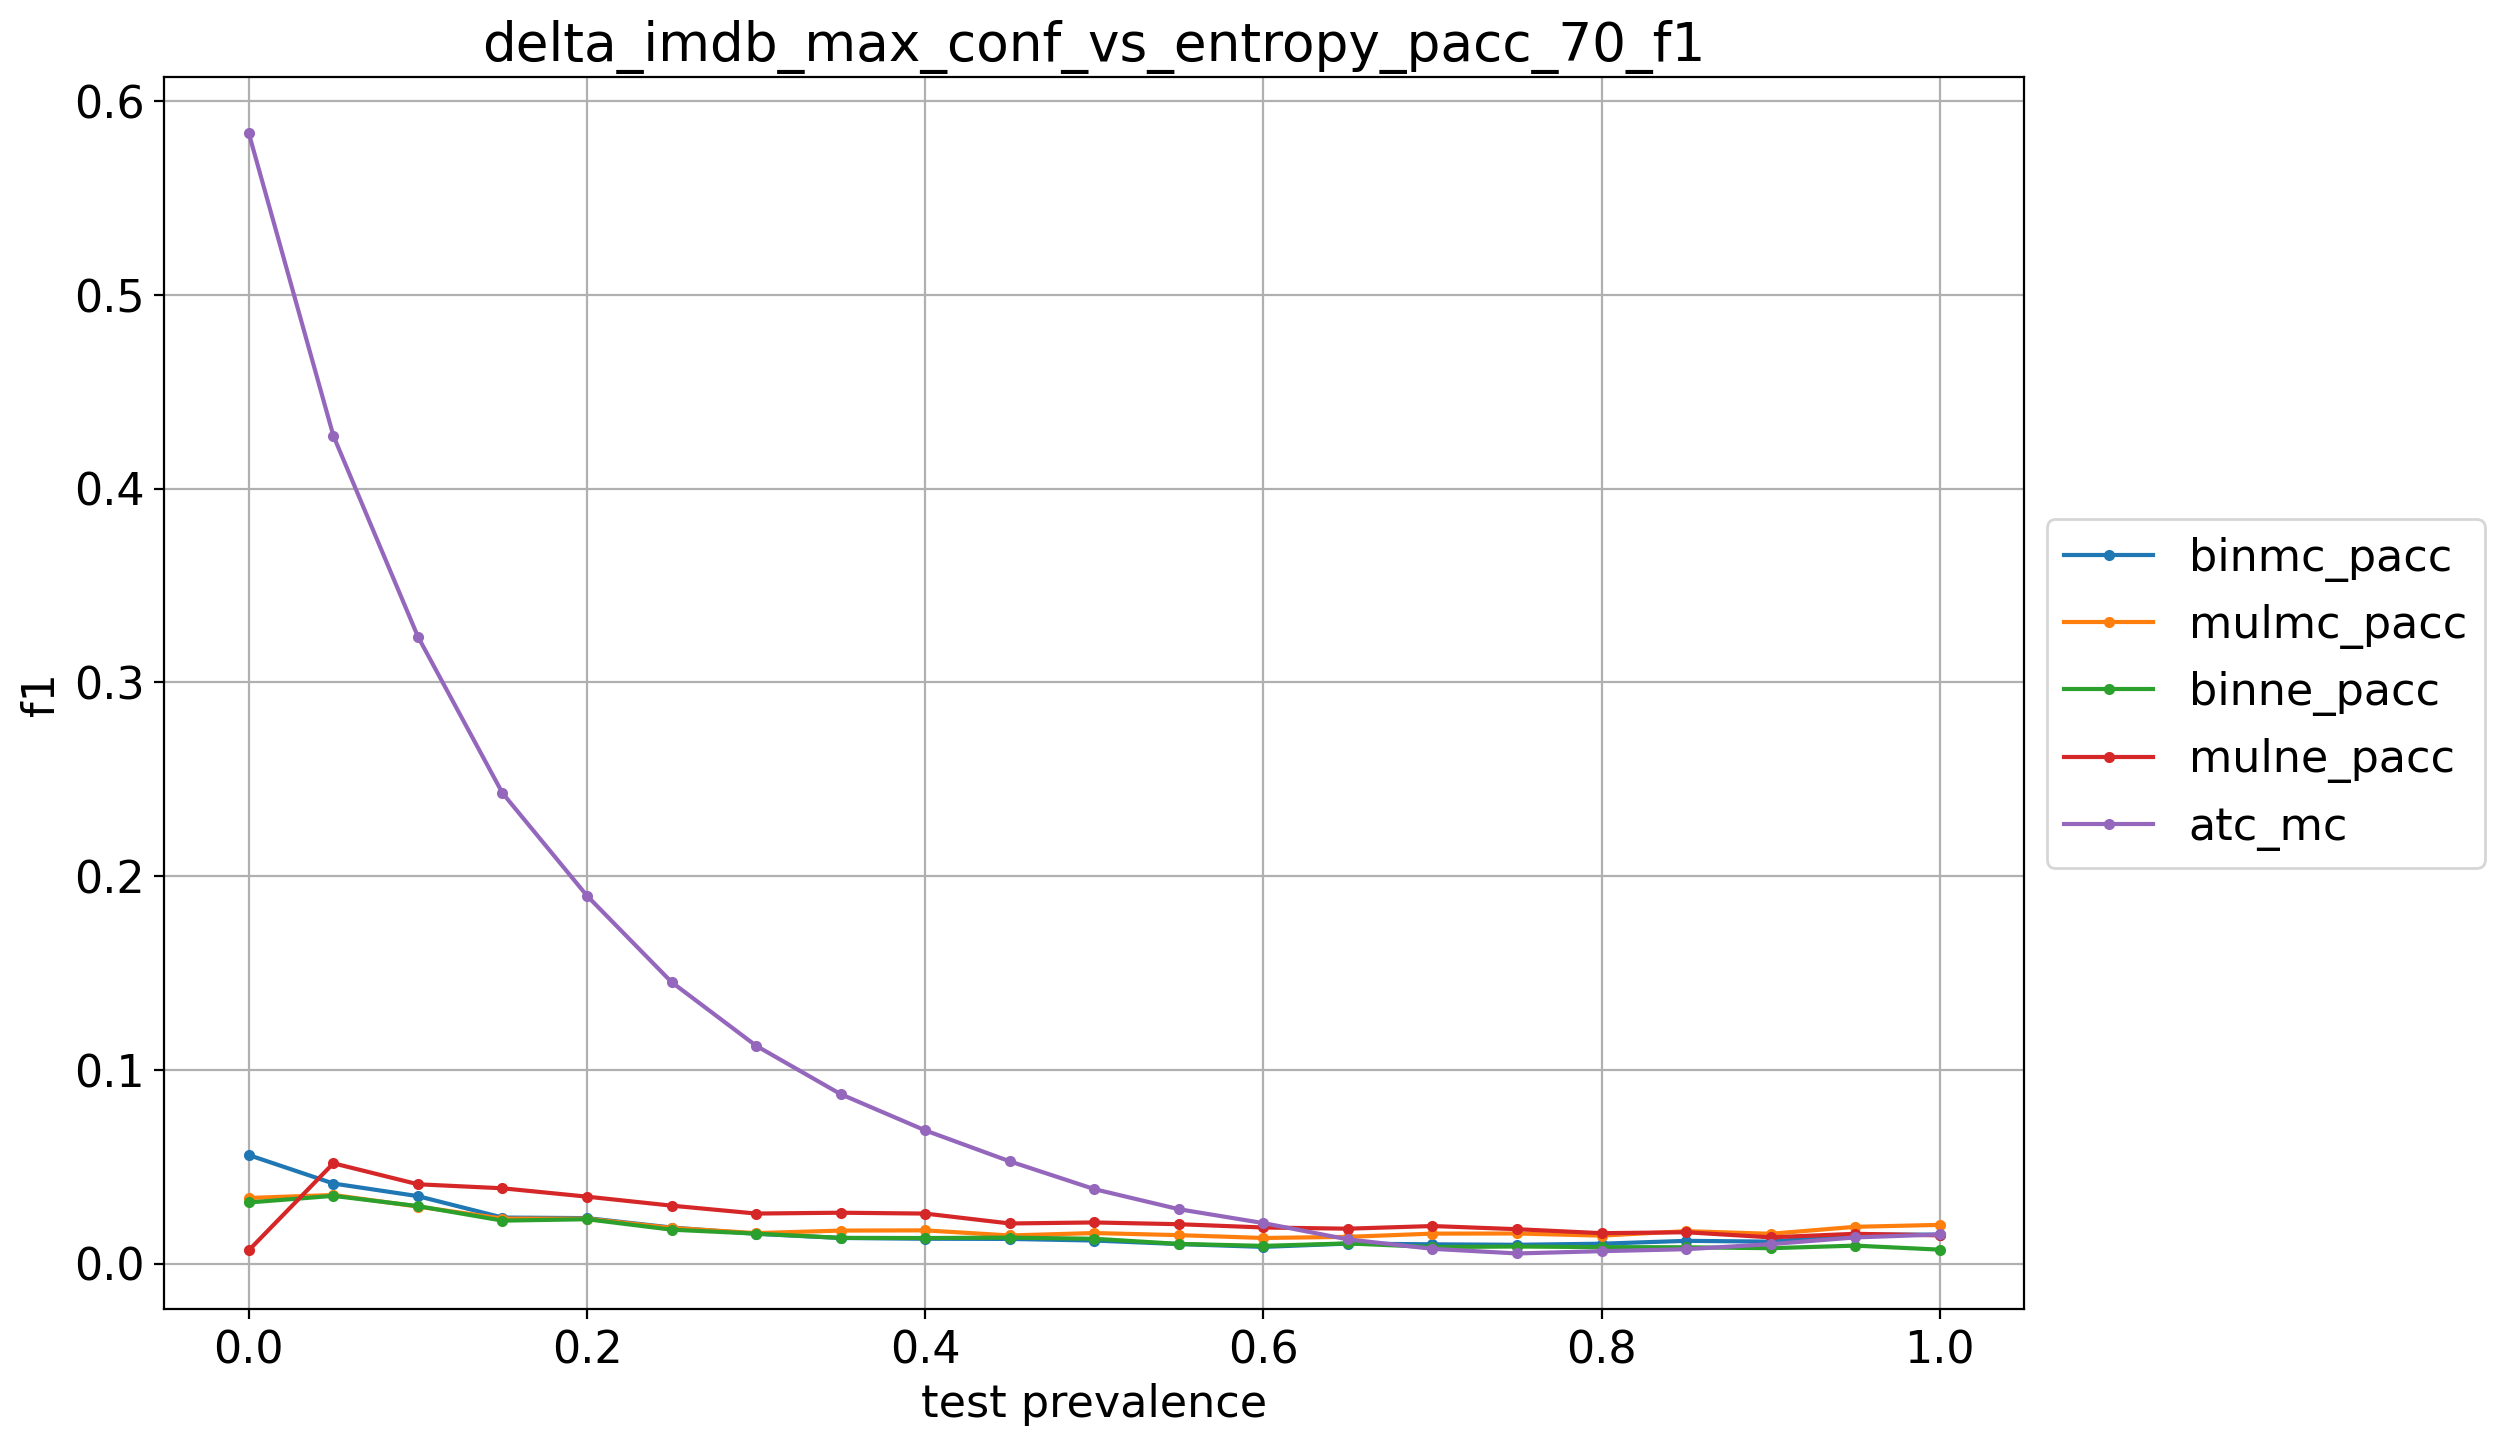 delta_imdb_max_conf_vs_entropy_pacc_70_f1
0.6
0.5
0.4
0.3
0.2
0.1
0.0
f1
0.0 0.2 0.4 0.6 0.8 1.0
test prevalence
binmc_pacc
mulmc_pacc
binne_pacc
mulne_pacc
atc_mc